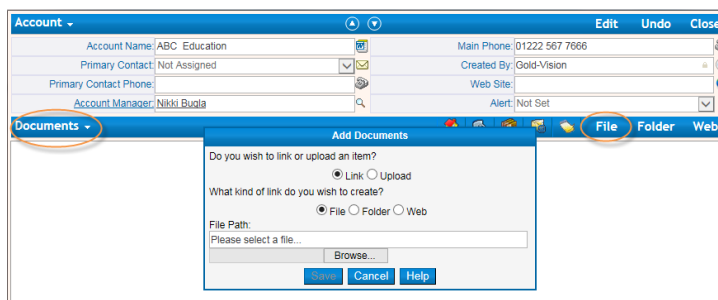 Account Edit Undo Close
Account Name: ABC Education Main Phone: 01222 567 7666
Primary Contact: Not Assigned Created By: Gold-Vision
Primary Contact Phone: Web Site:
Account Manager: Nikki Bugla Alert: Not Set
Documents File Folder Web
Add Documents
Do you wish to link or upload an item?
Link Upload
What kind of link do you wish to create?
File Folder Web
File Path:
Please select a file...
Browse...
Save Cancel Help